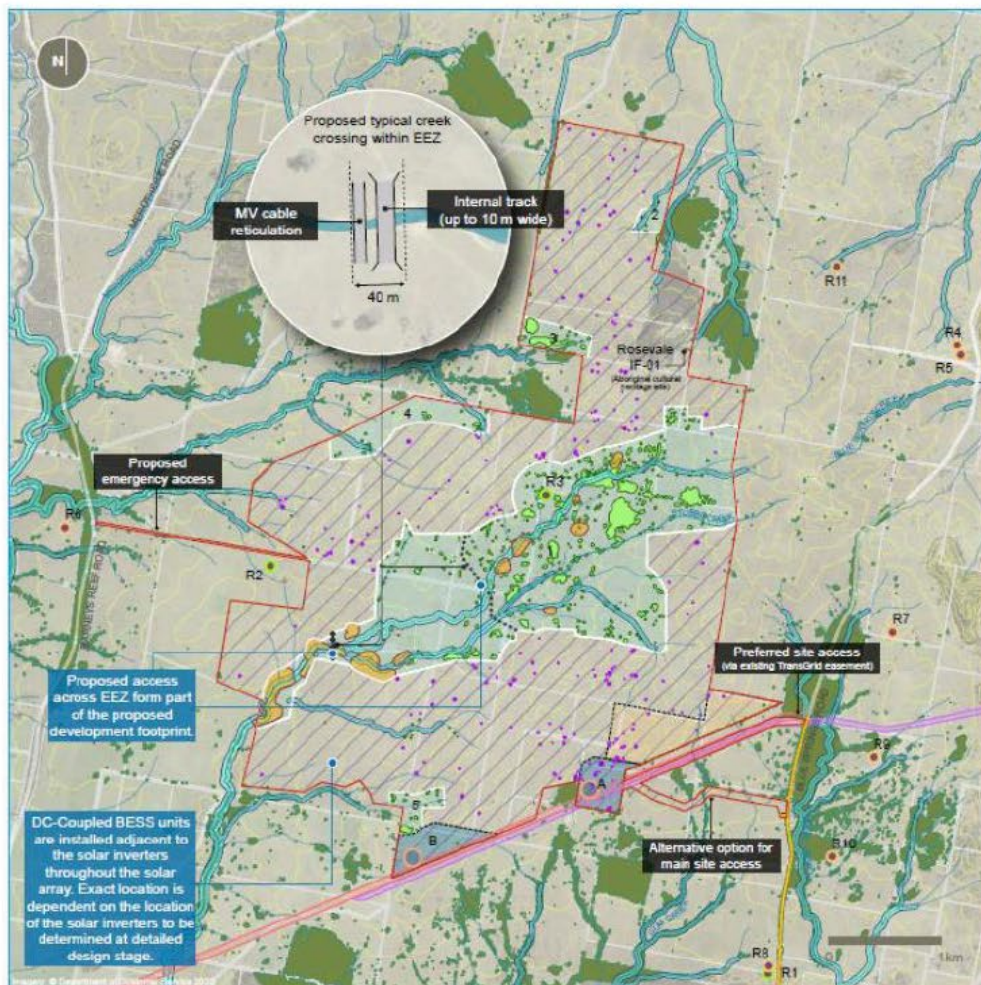 N
Proposed typical creek
crossing within EEZ
MV cable
reticulation
Internal track
(up to 10 m wide)
40 m
2
R11
R4
R5
3
Rosevale
IF-01
(Aboriginal cultural
heritage site)
4
Proposed
emergency access
R3
R6
R2
1
R7
BARNEYS REEF ROAD
Preferred site access
(via existing TransGrid easement)
Proposed access
across EEZ form part
of the proposed
development footprint.
R9
5
DC-Coupled BESS units
are installed adjacent to
the solar inverters
throughout the solar
array. Exact location is
dependent on the location
of the solar inverters to be
determined at detailed
design stage.
B
Alternative option for
main site access
R10
R8
R1
0
1km